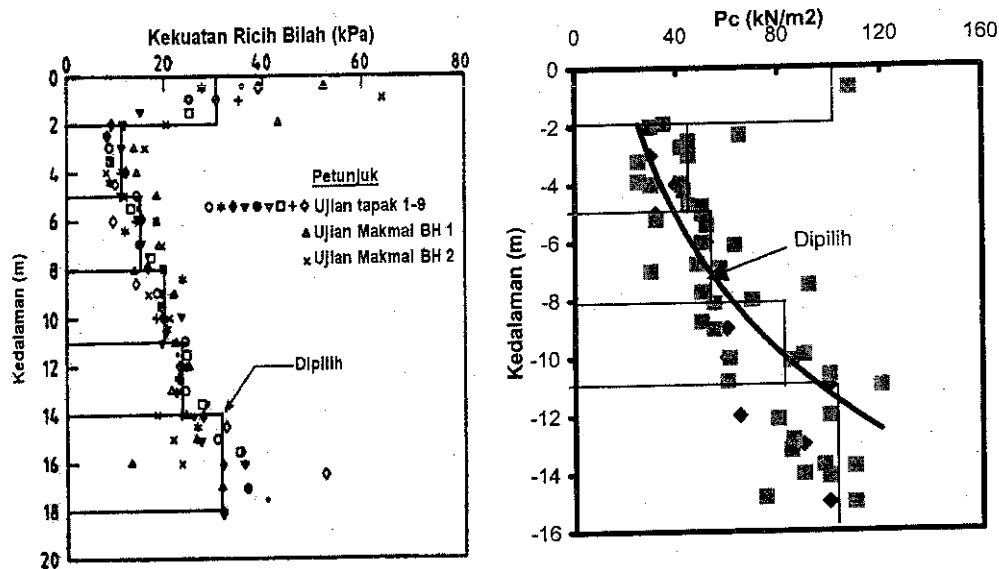 Kekuatan Ricih Bilah (kPa)
0 20 40 60 80
Kedalaman (m)
0
2
4
6
8
10
12
14
16
18
20
Petunjuk
Ujian tapak 1-9
Ujian Makmal BH 1
Ujian Makmal BH 2
Dipilih
Pc (kN/m2)
0 40 80 120 160
Kedalaman (m)
0
-2
-4
-6
-8
-10
-12
-14
-16
Dipilih